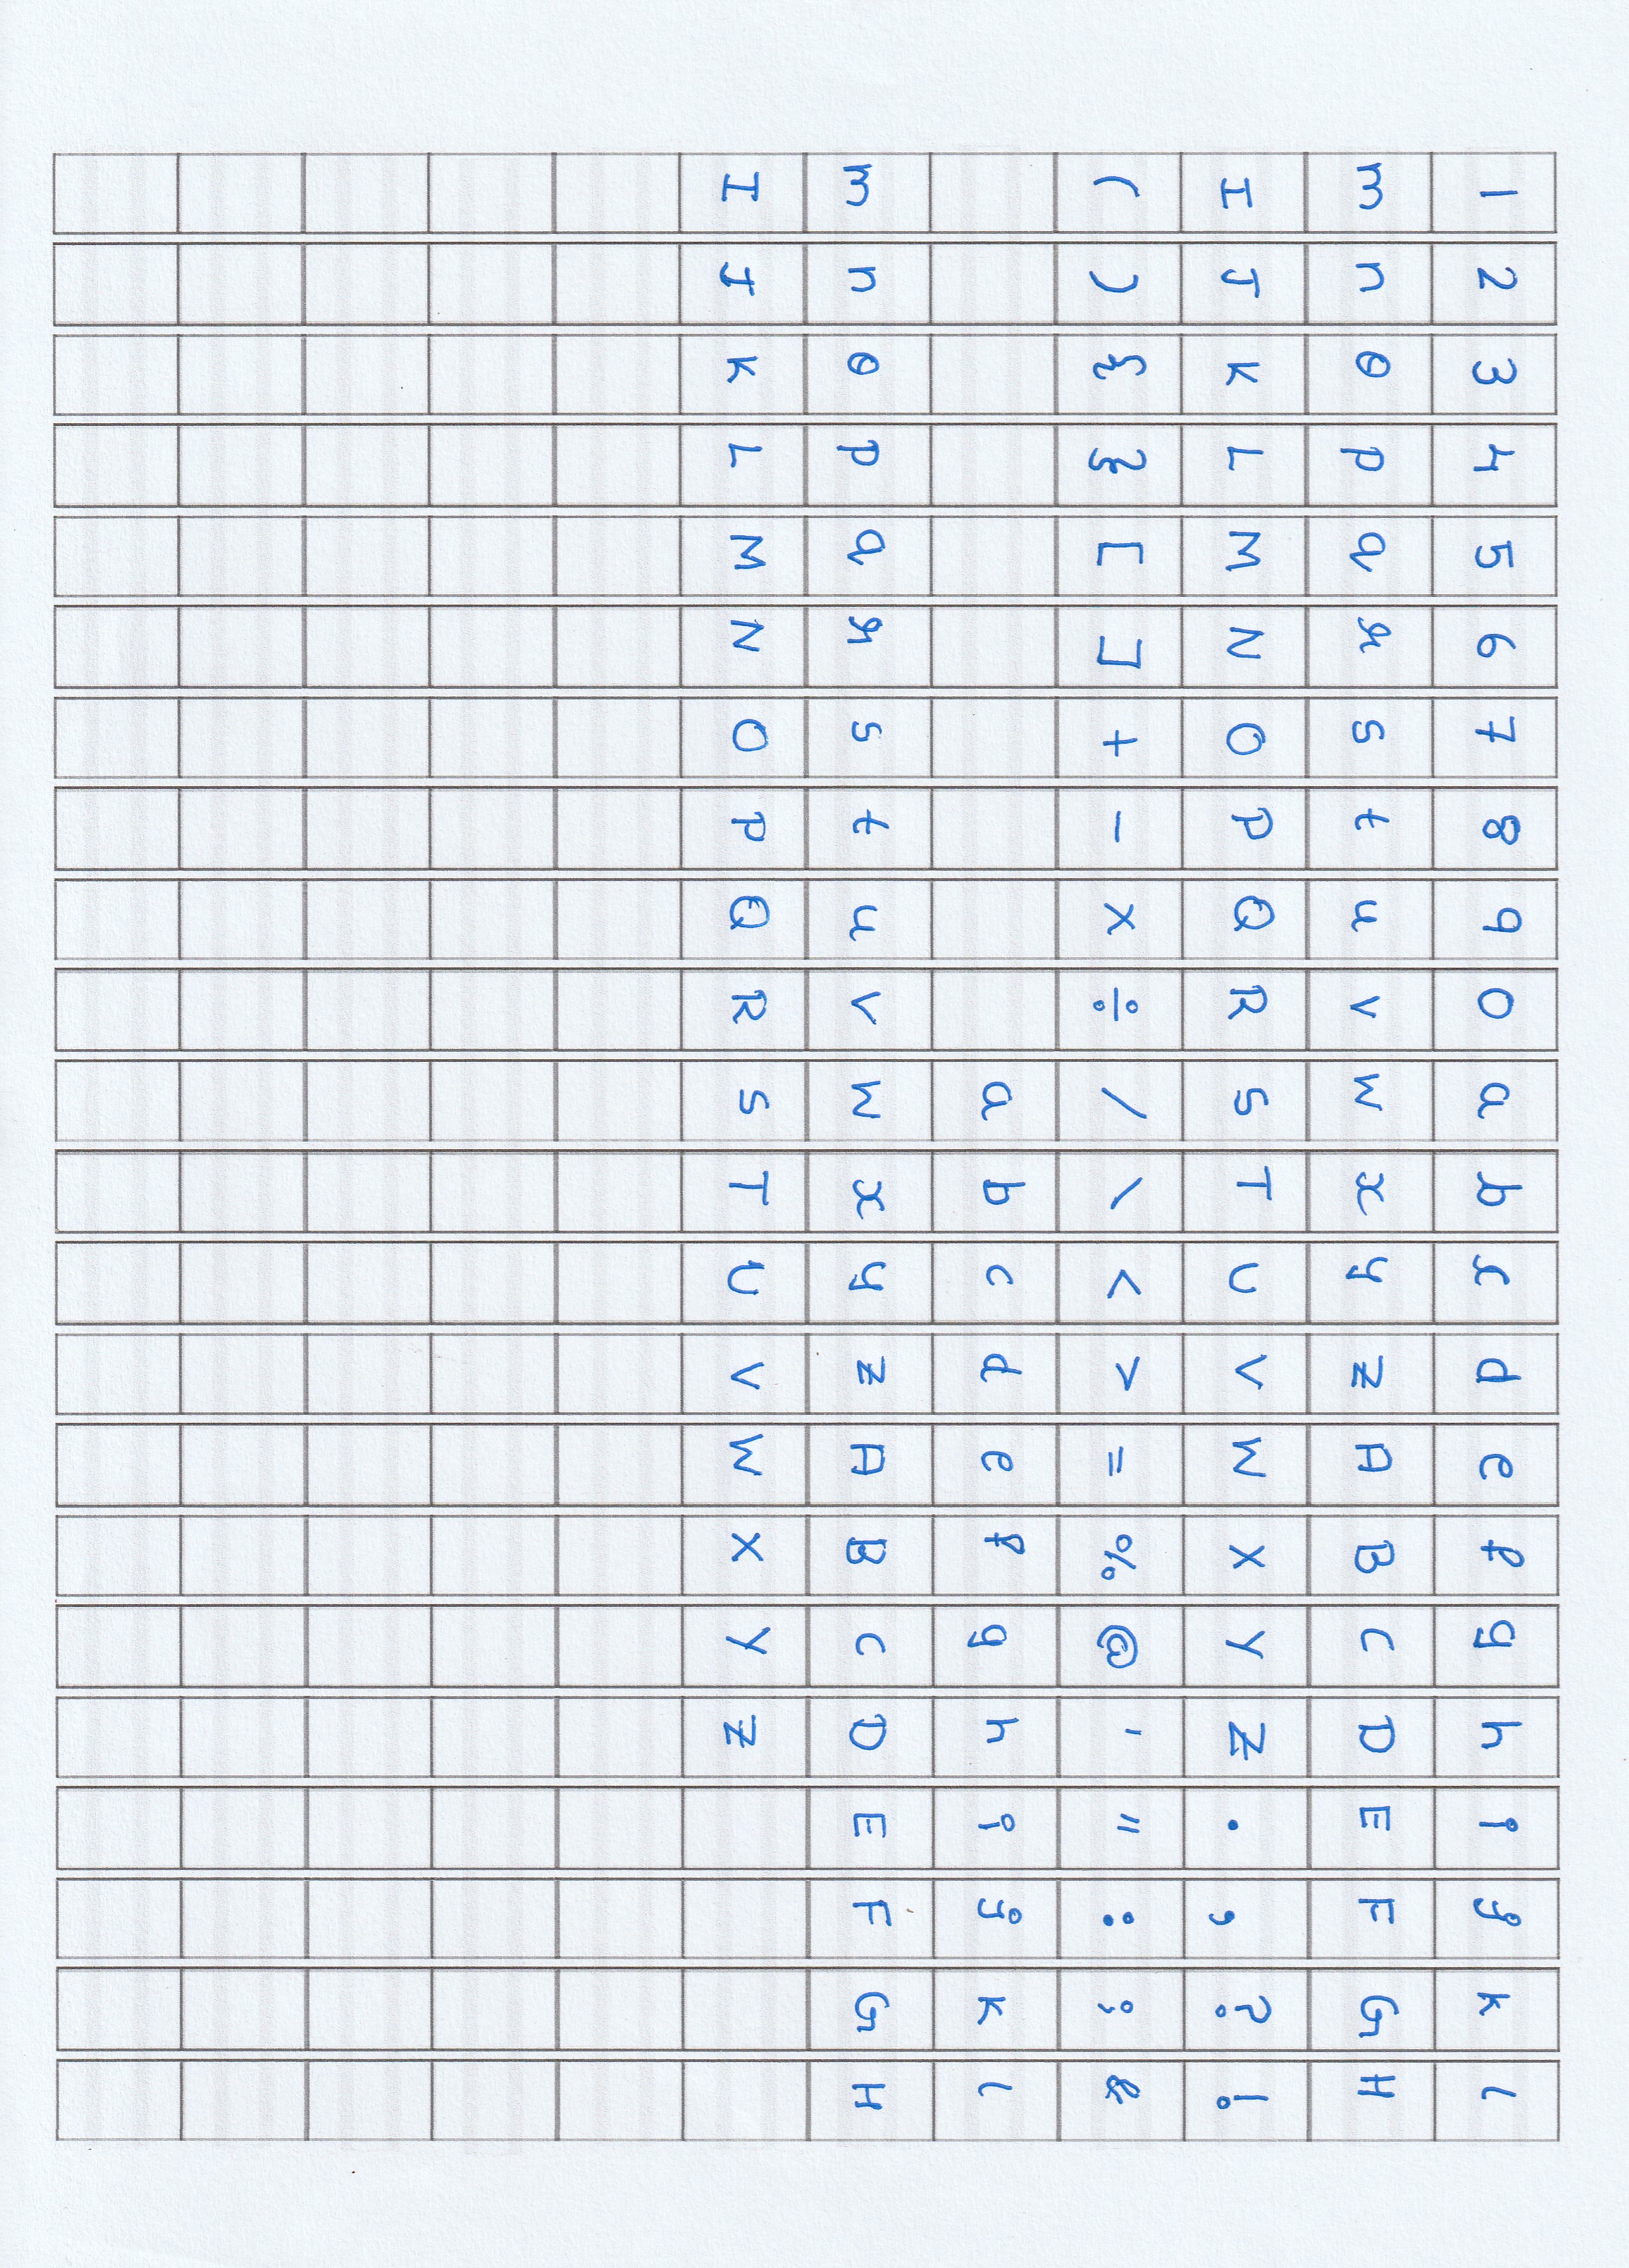 1 2 3 4 5 6 7 8 9 0 a b c d e f g h i j k l
m n o p q r s t u v w x y z A B C D E F G H
I J K L M N O P Q R S T U V W X Y Z . , ? !
( ) { } [ ] + - × ÷ / \ < > = % @ ' " : ; &
a b c d e f g h i j k l
m n o p q r s t u v w x y z A B C D E F G H
I J K L M N O P Q R S T U V W X Y Z